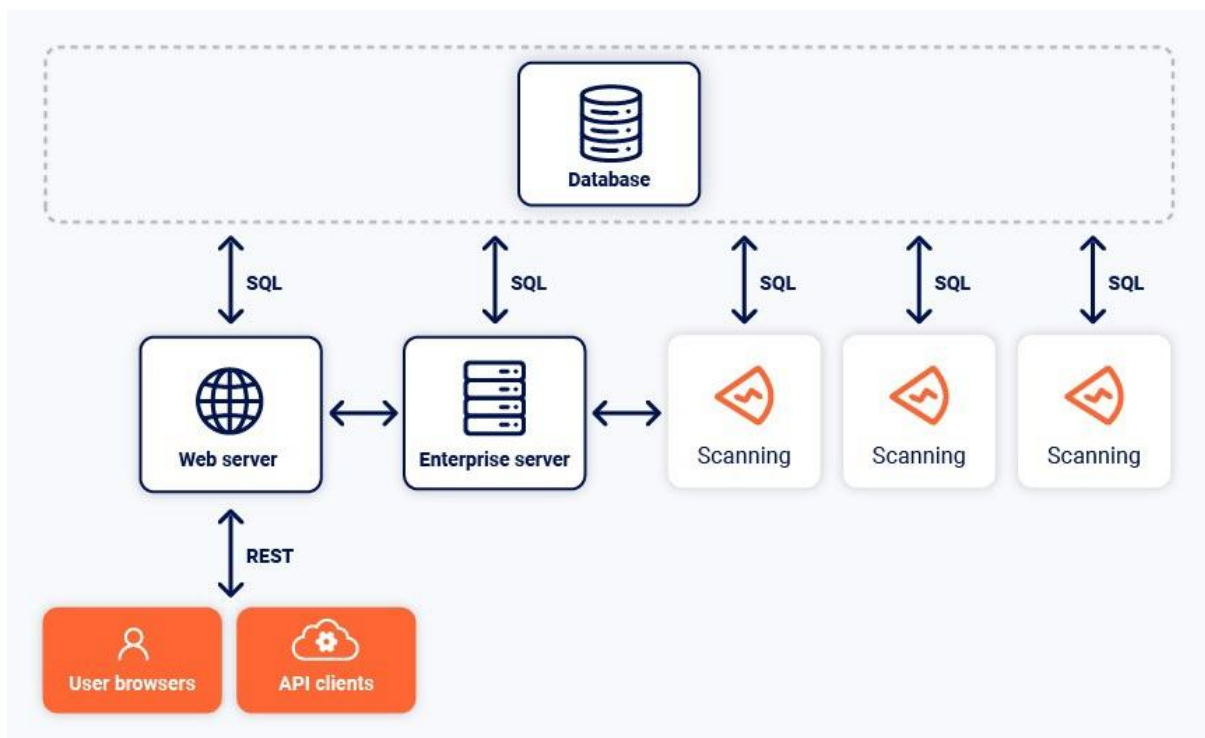 Database
SQL
SQL
SQL
SQL
SQL
Web server
Enterprise server
Scanning
Scanning
Scanning
REST
User browsers
API clients